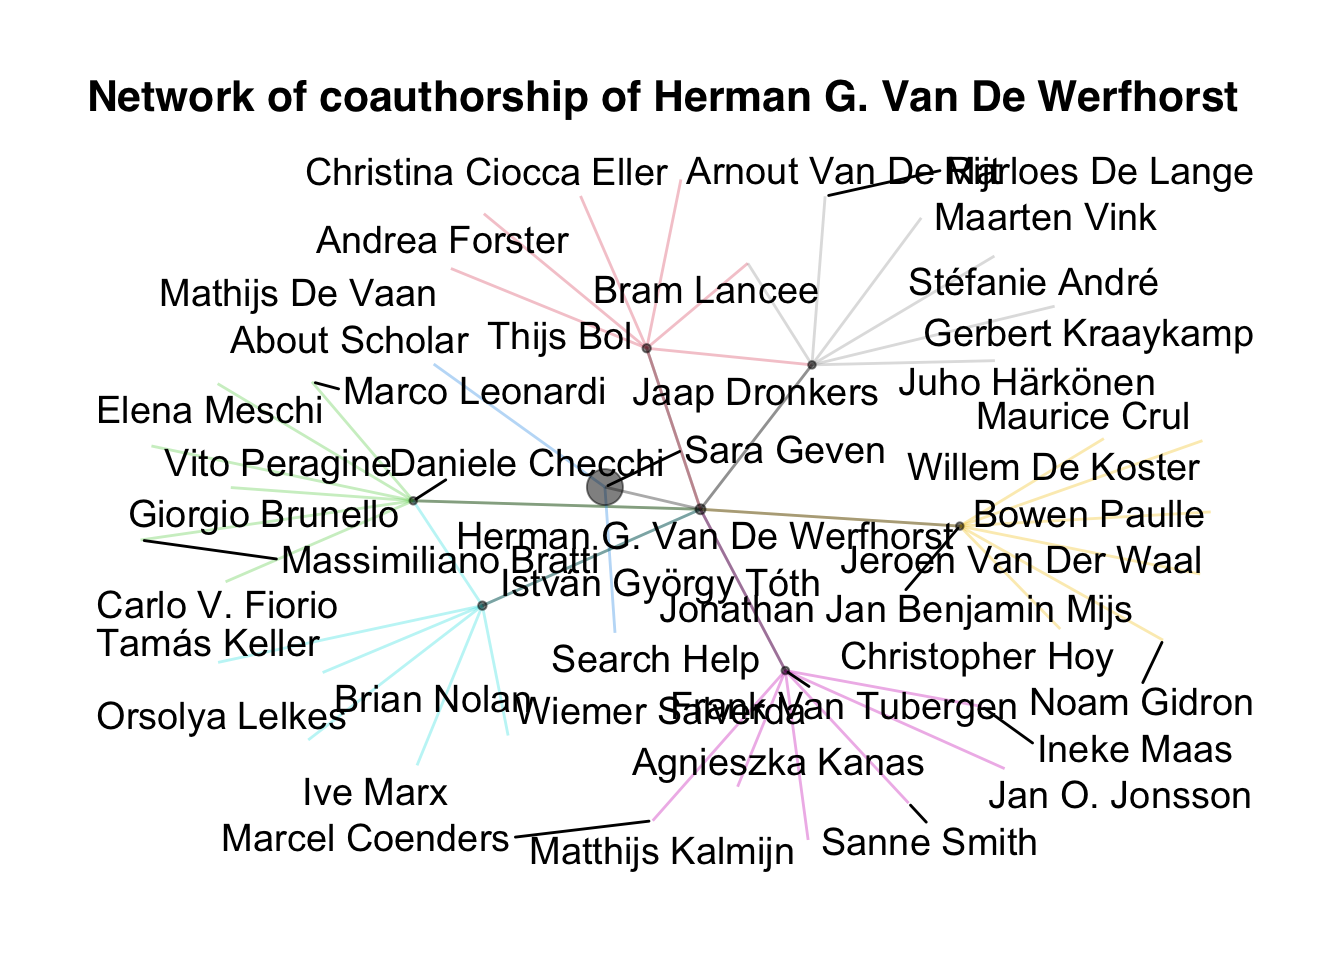 Network of coauthorship of Herman G. Van De Werfhorst
Christina Ciocca Eller
Arnout Van De Rijt
Marloes De Lange
Maarten Vink
Andrea Forster
Mathijs De Vaan
Bram Lancee
Stéfanie André
About Scholar
Thijs Bol
Gerbert Kraaykamp
Marco Leonardi
Jaap Dronkers
Juho Härkönen
Elena Meschi
Maurice Crul
Vito Peragine
Daniele Checchi
Sara Geven
Willem De Koster
Giorgio Brunello
Bowen Paulle
Herman G. Van De Werfhorst
Massimiliano Bratti
Jeroen Van Der Waal
István György Tóth
Carlo V. Fiorio
Jonathan Jan Benjamin Mijs
Tamás Keller
Search Help
Christopher Hoy
Brian Nolan
Orsolya Lelkes
Wiemer Salverda
Frank Van Tubergen
Noam Gidron
Ineke Maas
Agnieszka Kanas
Ive Marx
Jan O. Jonsson
Marcel Coenders
Matthijs Kalmijn
Sanne Smith